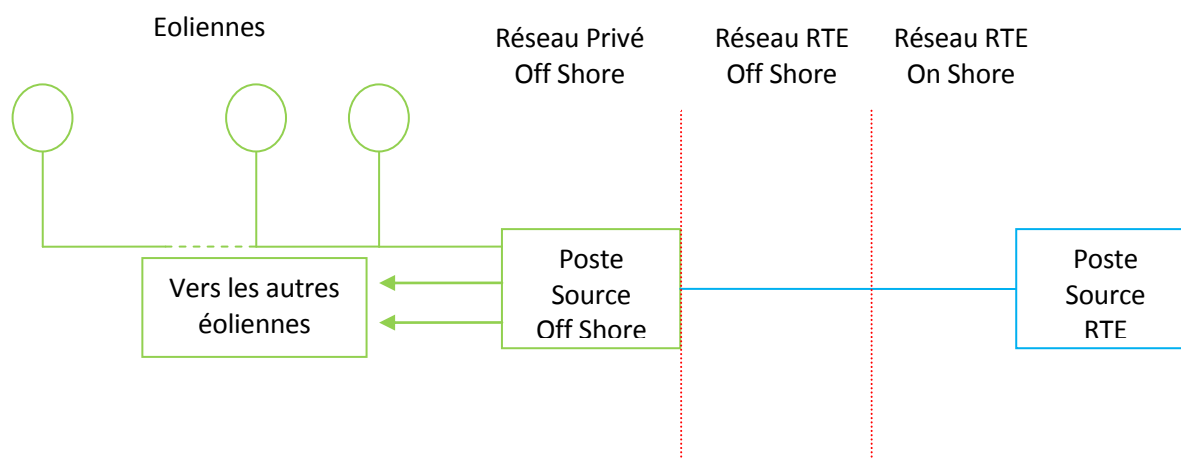 Eoliennes
Réseau Privé
Off Shore
Réseau RTE
Off Shore
Réseau RTE
On Shore
Vers les autres
éoliennes
Poste
Source
Off Shore
Poste
Source
RTE